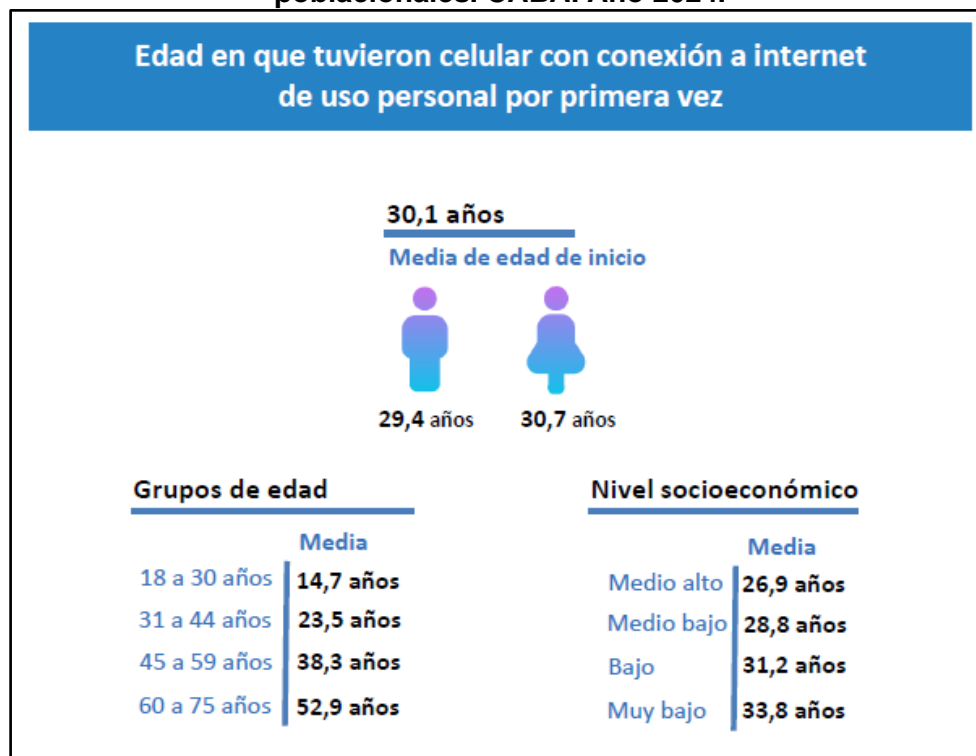 poblacionales. CABA. Año 2024.
Edad en que tuvieron celular con conexión a internet
de uso personal por primera vez
30,1 años
Media de edad de inicio
29,4 años 30,7 años
Grupos de edad
Media
18 a 30 años 14,7 años
31 a 44 años 23,5 años
45 a 59 años 38,3 años
60 a 75 años 52,9 años
Nivel socioeconómico
Media
Medio alto 26,9 años
Medio bajo 28,8 años
Bajo 31,2 años
Muy bajo 33,8 años